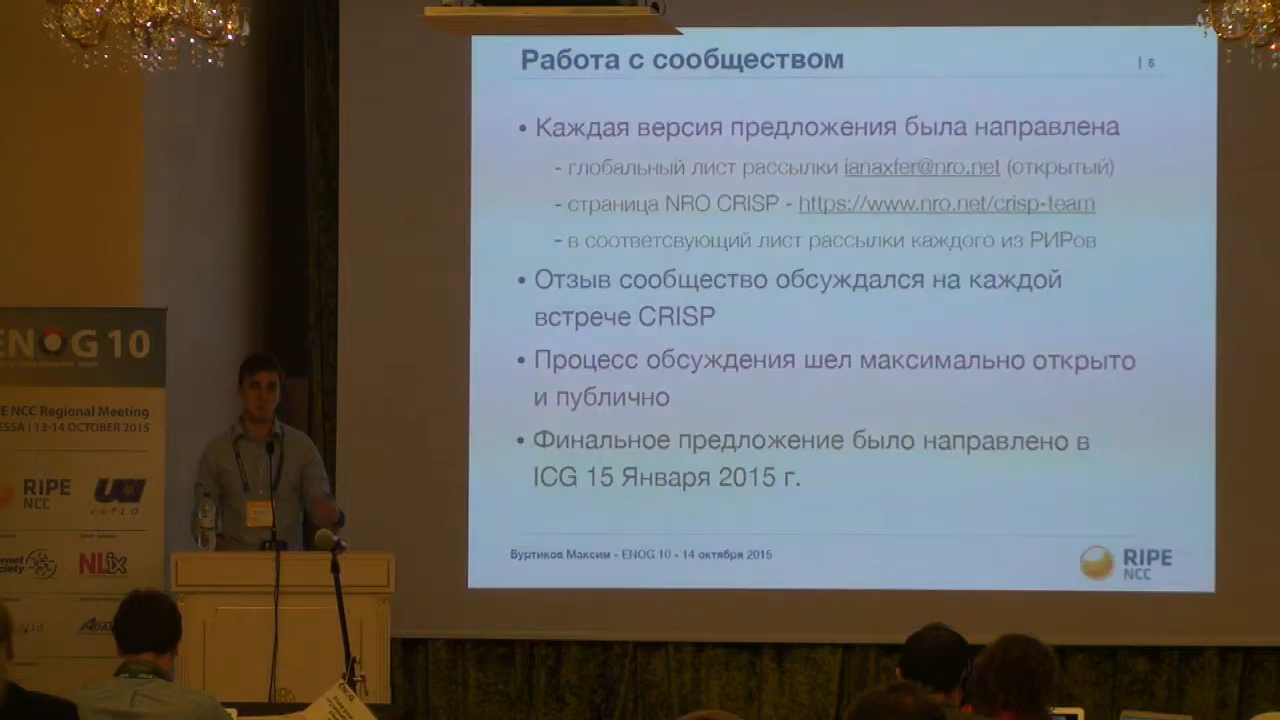 Работа с сообществом
| 5
• Каждая версия предложения была направлена
- глобальный лист рассылки ianaxfer@nro.net (открытый)
- страница NRO CRISP - https://www.nro.net/crisp-team
- в соответсвующий лист рассылки каждого из РИРов
• Отзыв сообщество обсуждался на каждой
встрече CRISP
• Процесс обсуждения шел максимально открыто
и публично
• Финальное предложение было направлено в
ICG 15 Января 2015 г.
Буртиков Максим - ENOG 10 - 14 октября 2015
RIPE
NCC
ENOG 10
PE NCC Regional Meeting
ESSA | 13-14 OCTOBER 2015
RIPE
NCC
NLix